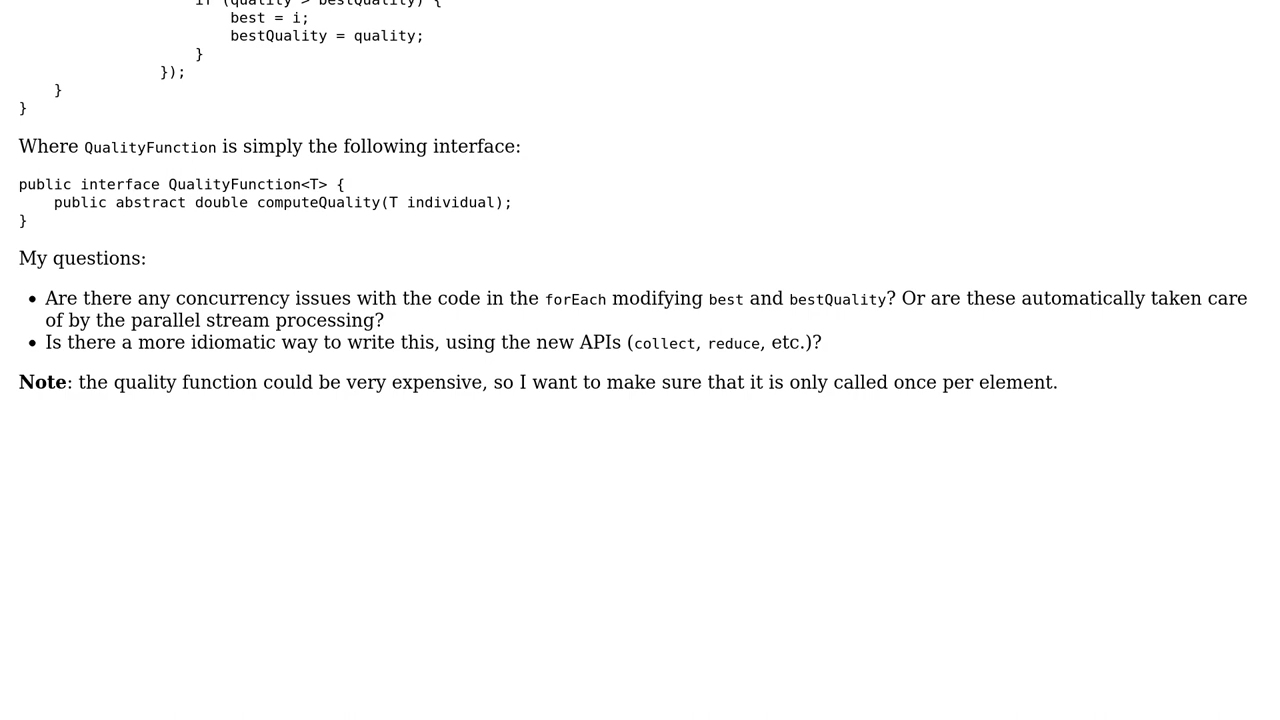 if (quality > bestQuality) {
best = i;
bestQuality = quality;
}
});
}
}
Where QualityFunction is simply the following interface:
public interface QualityFunction<T> {
public abstract double computeQuality(T individual);
}
My questions:
• Are there any concurrency issues with the code in the forEach modifying best and bestQuality? Or are these automatically taken care
of by the parallel stream processing?
• Is there a more idiomatic way to write this, using the new APIs (collect, reduce, etc.)?
Note: the quality function could be very expensive, so I want to make sure that it is only called once per element.